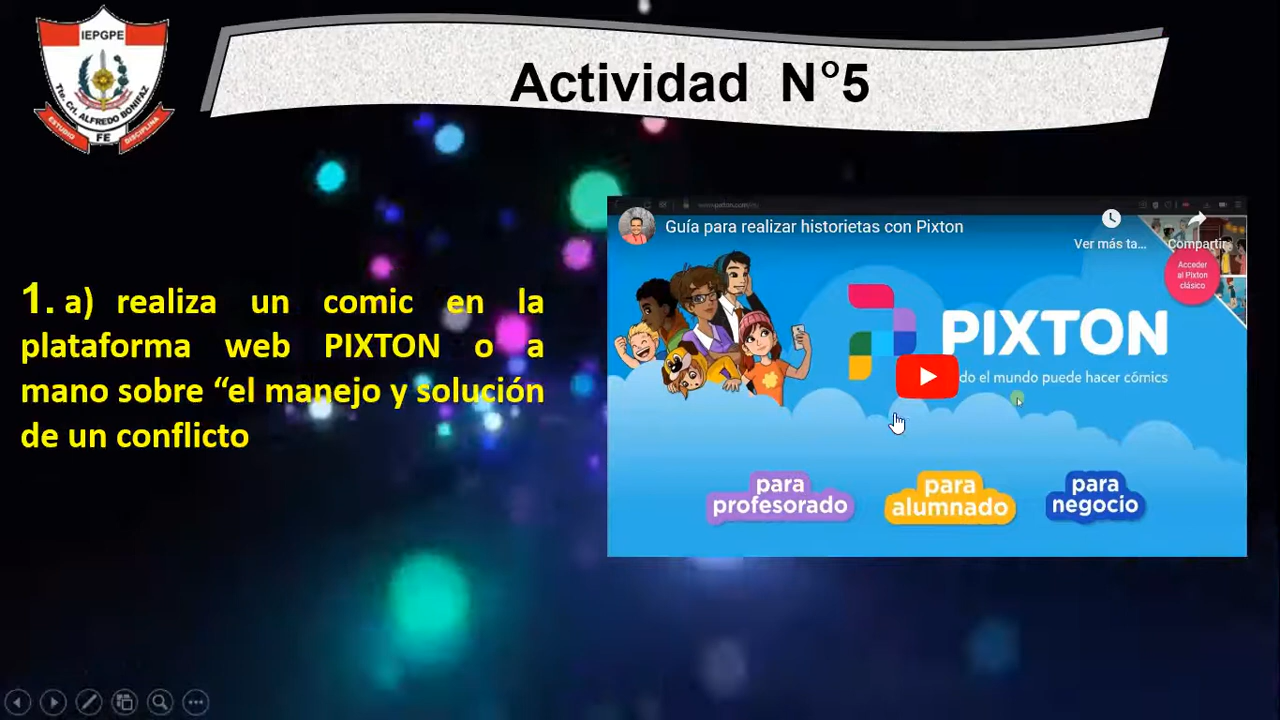 IEPGPE
Tte. Crl. ALFREDO BONIFAZ
ESTUDIO
FE
DISCIPLINA
Actividad N°5
1. a) realiza un comic en la
plataforma web PIXTON o a
mano sobre “el manejo y solución
de un conflicto
Guía para realizar historietas con Pixton
Ver más ta...
Compartir
Acceder
al Pixton
clásico
PIXTON
do el mundo puede hacer cómics
para
profesorado
para
alumnado
para
negocio